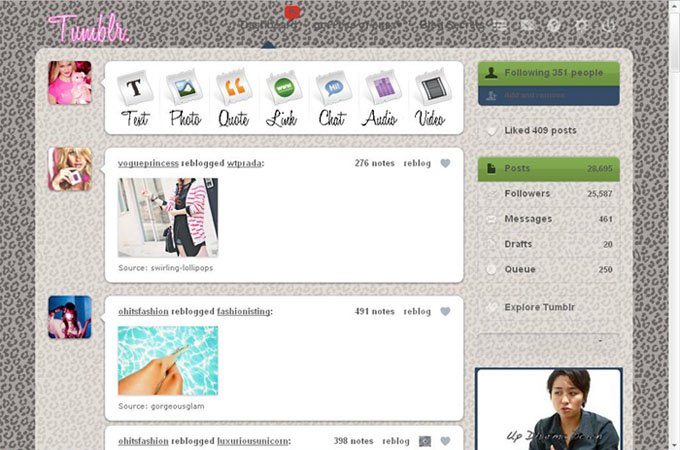 Tumblr.
Text Photo Quote Link Chat Audio Video
Following 351 people
Add and remove
Liked 409 posts
vogueprincess reblogged wtprada: 276 notes reblog
Source: swirling-lollipops
Posts 28,695
Followers 25,587
Messages 461
Drafts 20
Queue 250
Explore Tumblr
ohitsfashion reblogged fashionisting: 491 notes reblog
Source: gorgeousglam
ohitsfashion reblogged luxuriousunicorn: 398 notes reblog